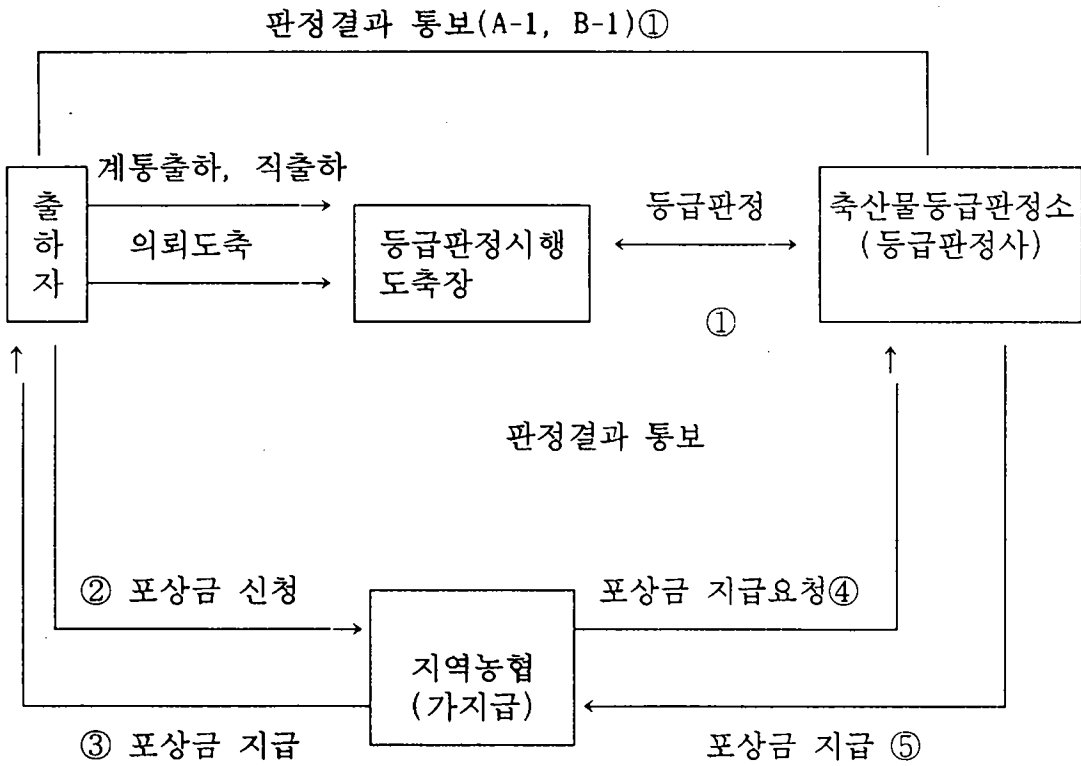 판정결과 통보(A-1, B-1)①
계통출하, 직출하
출
하
자
의뢰도축
등급판정시행
도축장
등급판정
①
축산물등급판정소
(등급판정사)
판정결과 통보
② 포상금 신청
포상금 지급요청④
지역농협
(가지급)
③ 포상금 지급
포상금 지급 ⑤